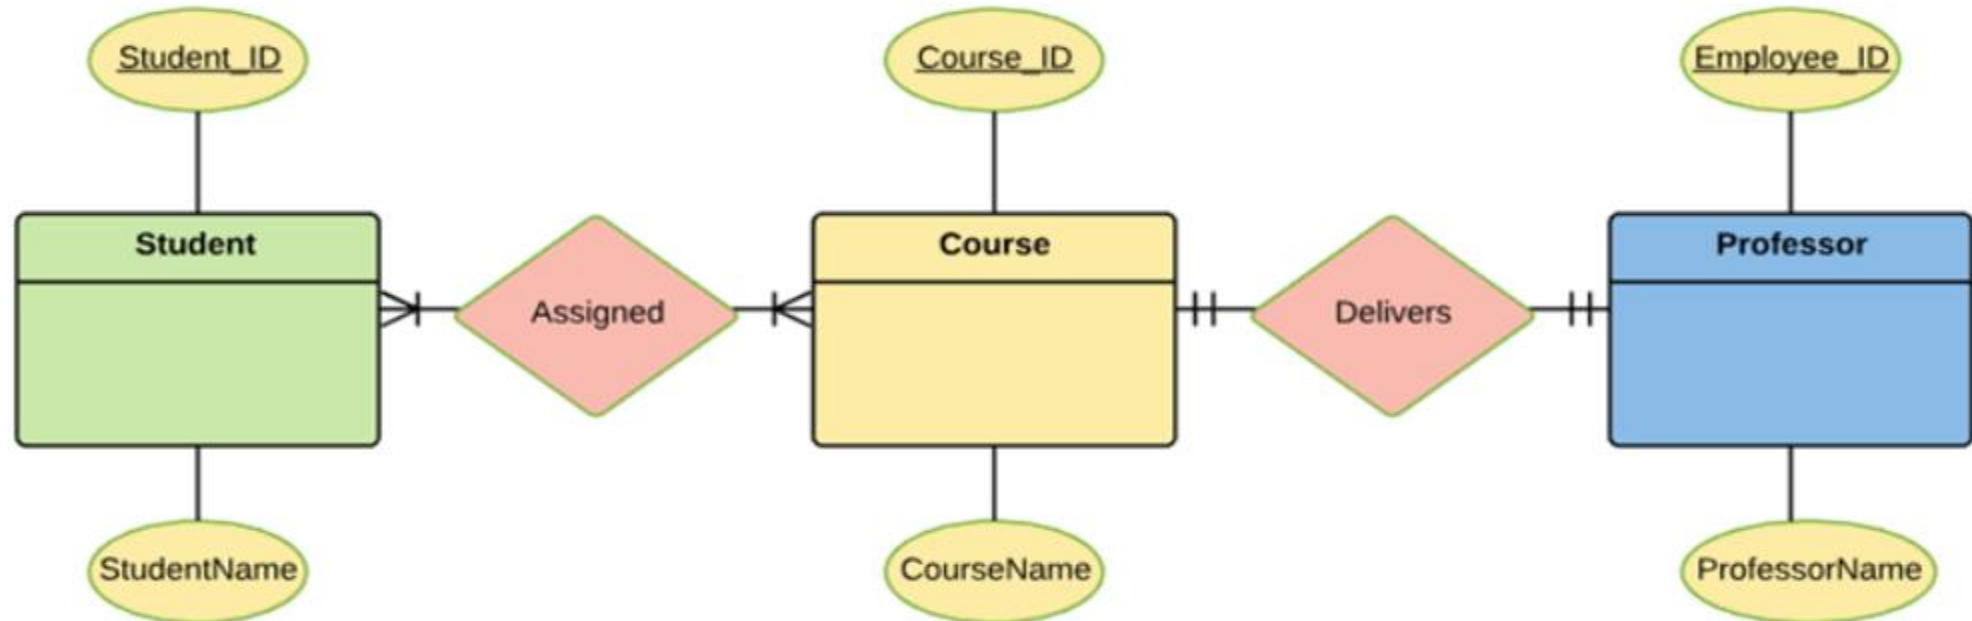 Student_ID
Course_ID
Employee_ID
Student
Course
Professor
Assigned
Delivers
StudentName
CourseName
ProfessorName